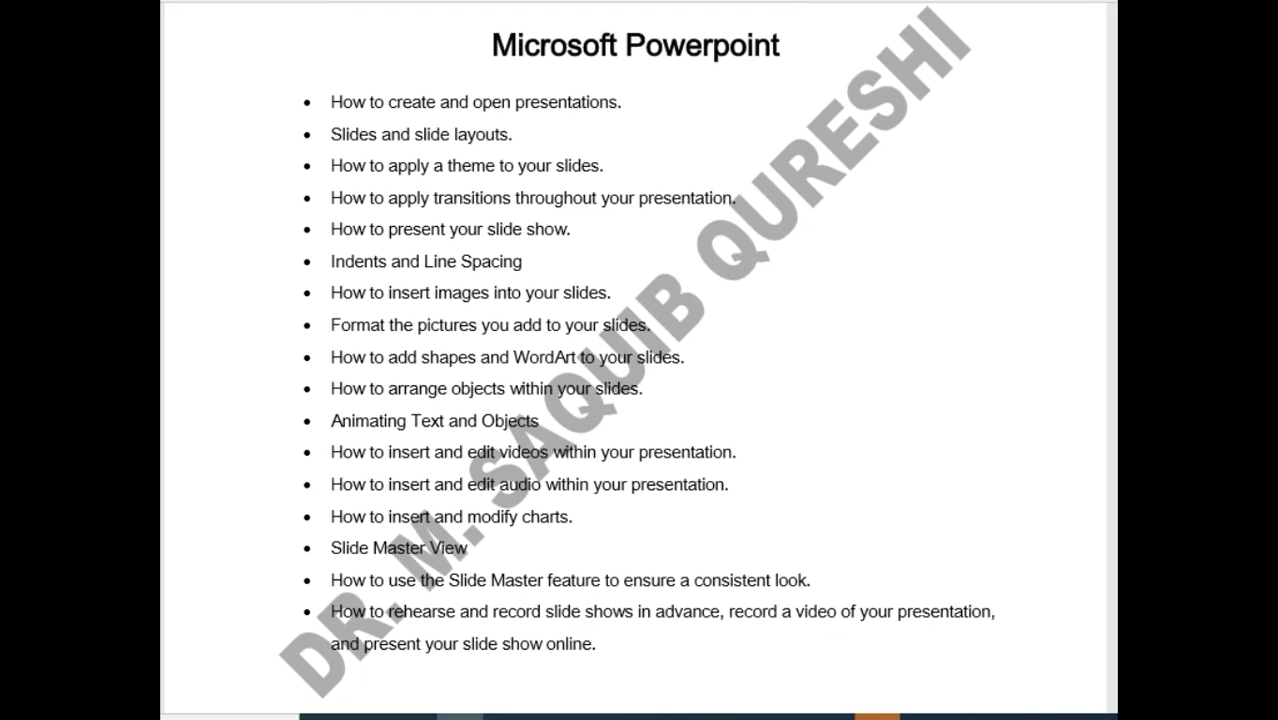 Microsoft Powerpoint
• How to create and open presentations.
• Slides and slide layouts.
• How to apply a theme to your slides.
• How to apply transitions throughout your presentation.
• How to present your slide show.
• Indents and Line Spacing
• How to insert images into your slides.
• Format the pictures you add to your slides.
• How to add shapes and WordArt to your slides.
• How to arrange objects within your slides.
• Animating Text and Objects
• How to insert and edit videos within your presentation.
• How to insert and edit audio within your presentation.
• How to insert and modify charts.
• Slide Master View
• How to use the Slide Master feature to ensure a consistent look.
• How to rehearse and record slide shows in advance, record a video of your presentation,
and present your slide show online.
DR. M. SAQUIB QURESHI